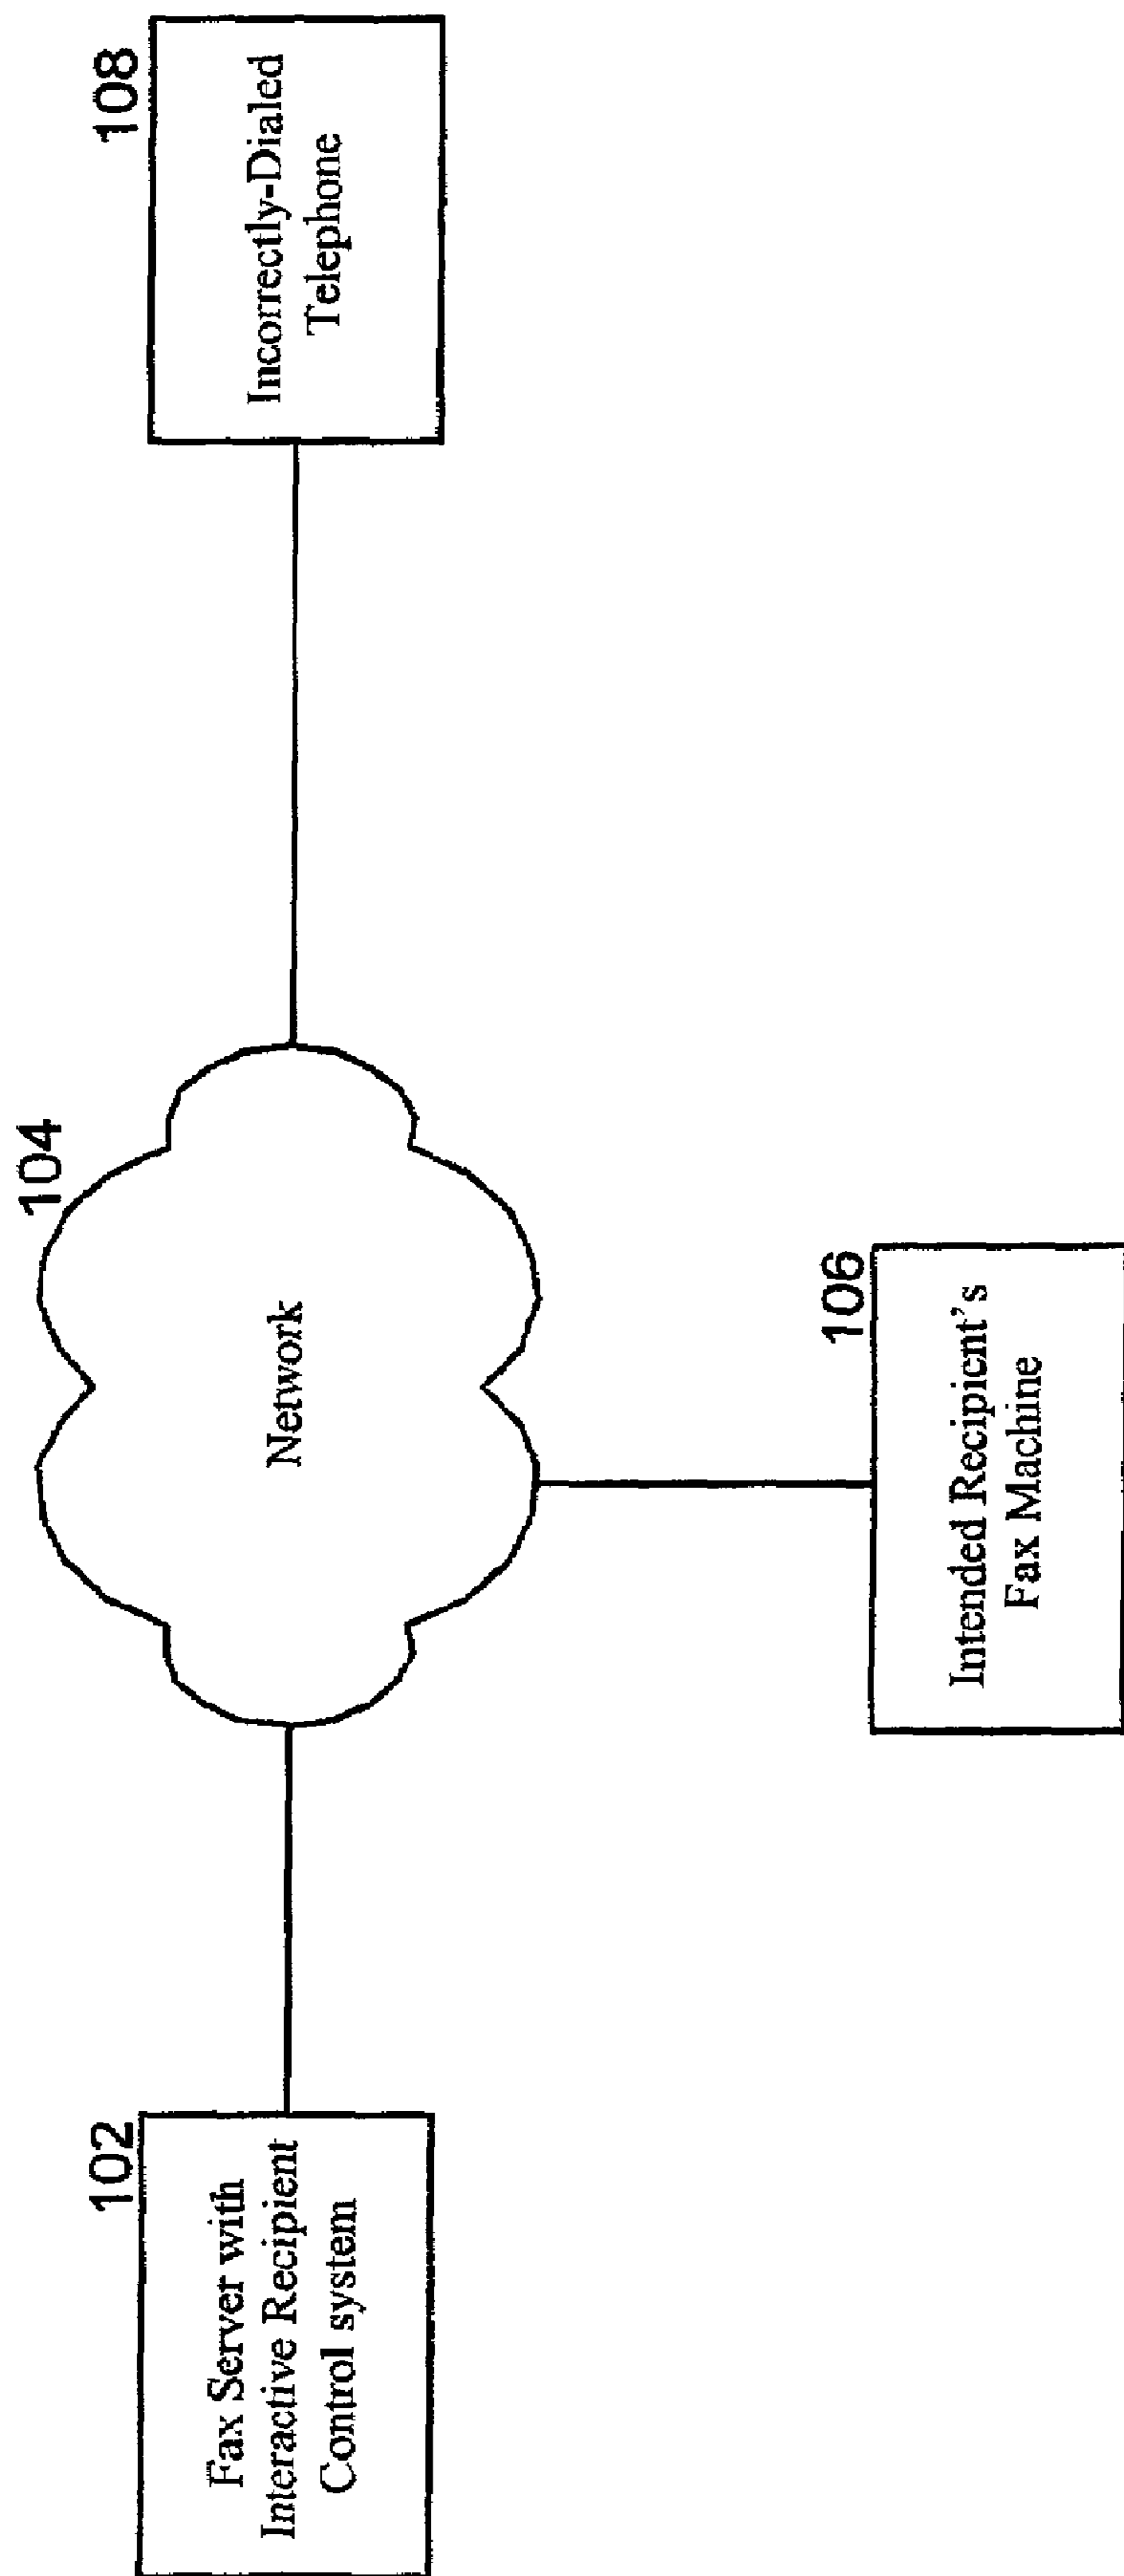 102
Fax Server with
Interactive Recipient
Control system
104
Network
106
Intended Recipient's
Fax Machine
108
Incorrectly-Dialed
Telephone